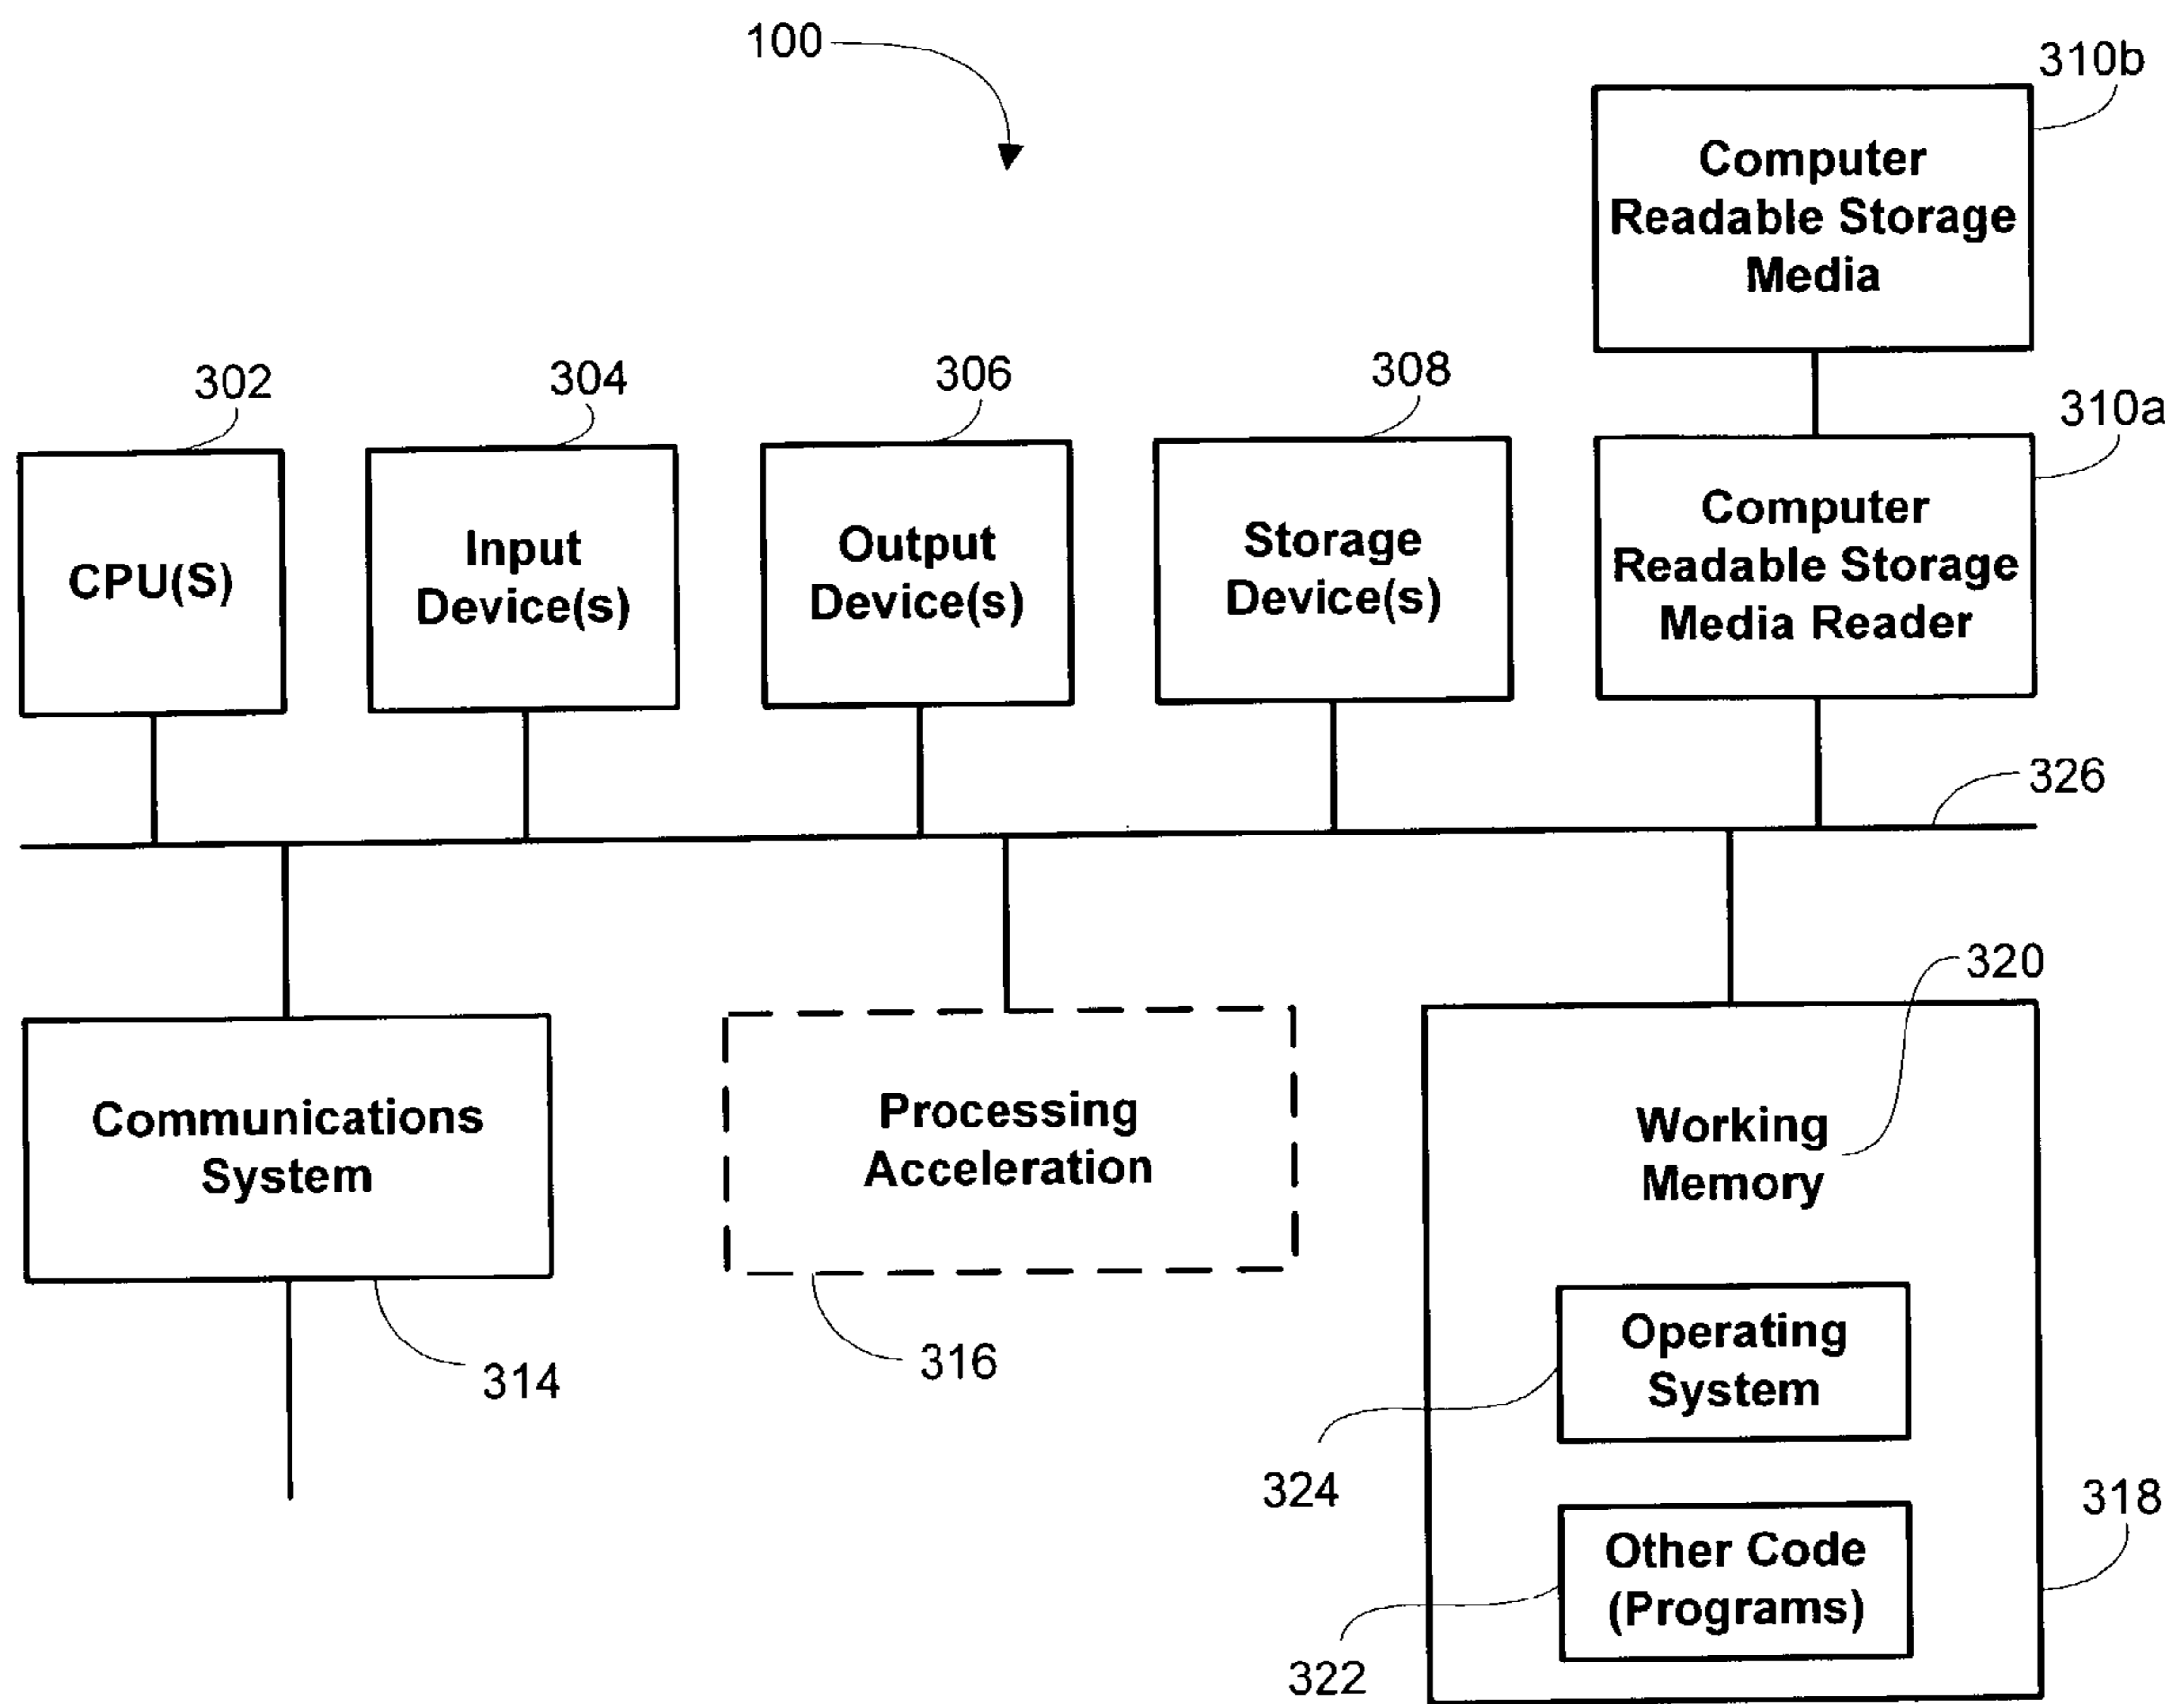 100
310b
Computer
Readable Storage
Media
302
304
306
308
310a
CPU(S)
Input
Device(s)
Output
Device(s)
Storage
Device(s)
Computer
Readable Storage
Media Reader
326
320
Communications
System
Processing
Acceleration
Working
Memory
314
316
Operating
System
324
318
Other Code
(Programs)
322